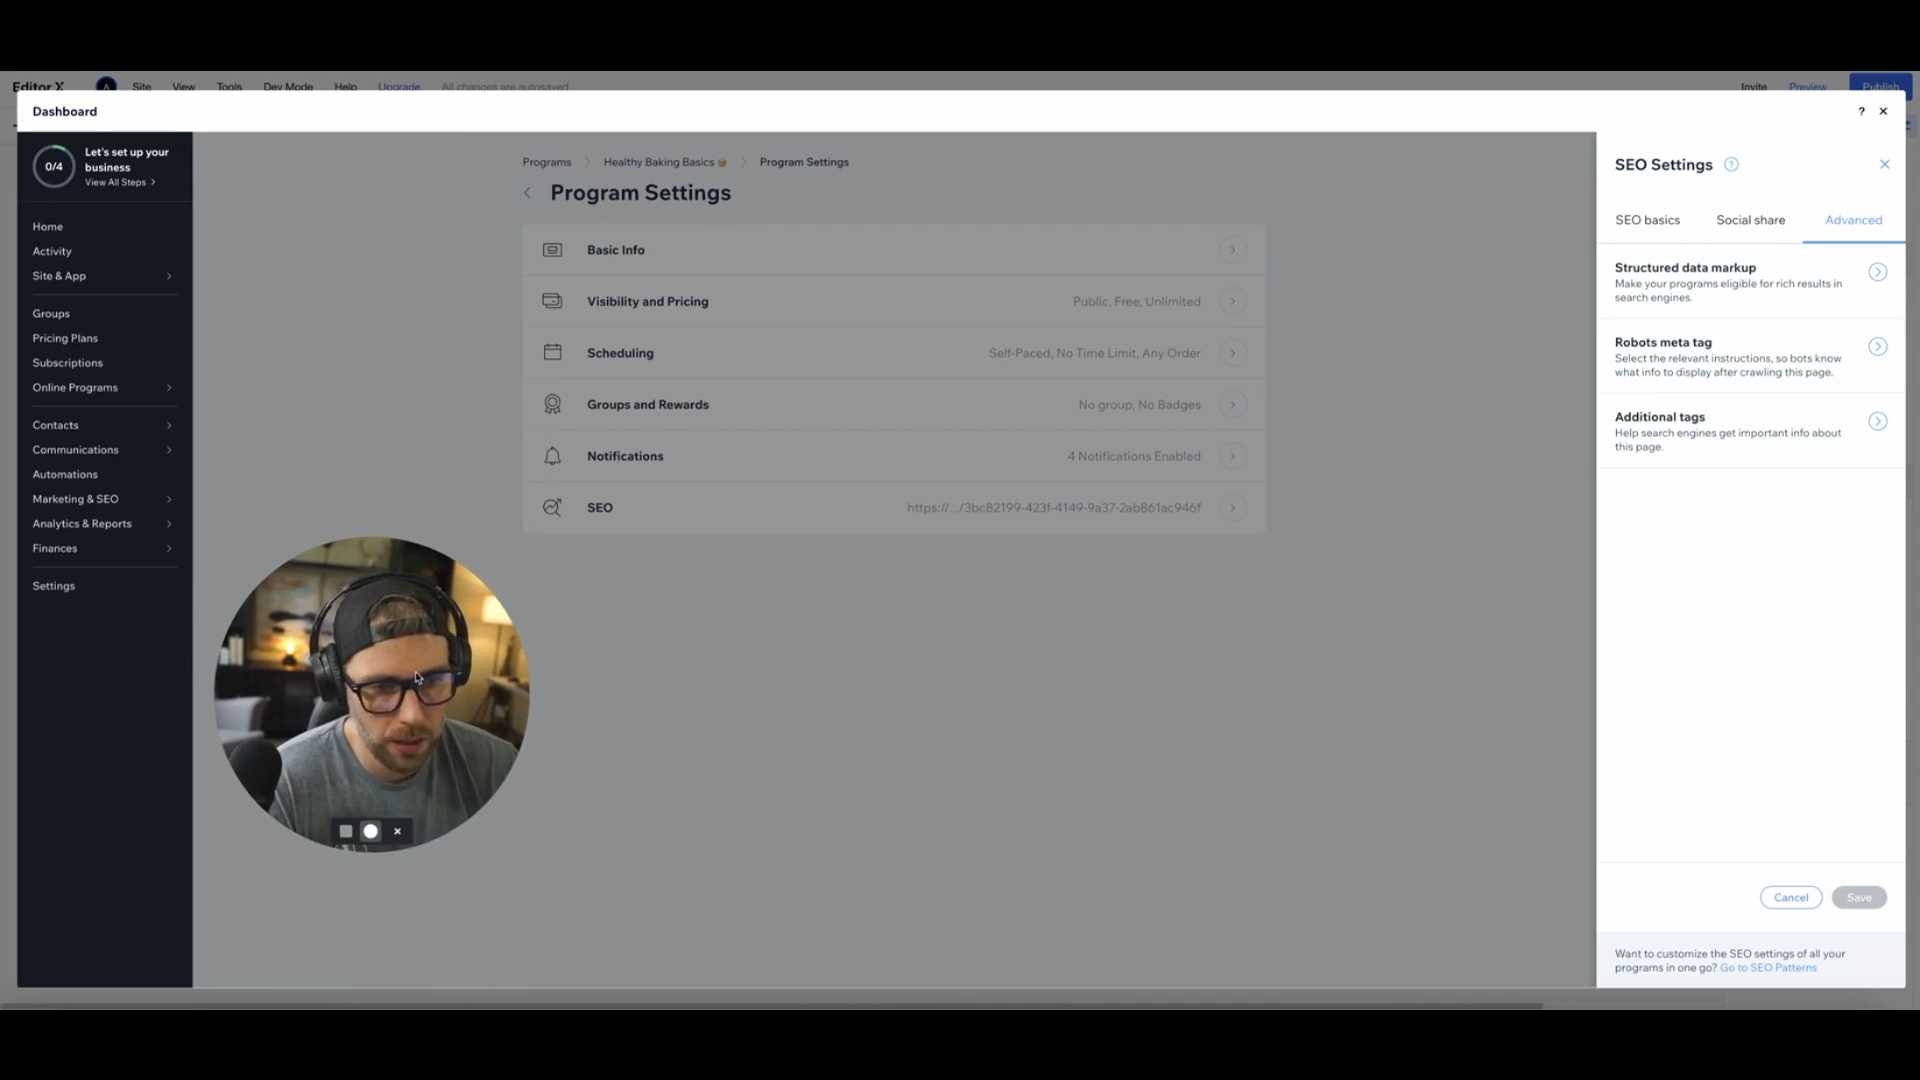 Editor X
Site
View
Tools
Dev Mode
Help
Upgrade
All changes are autosaved
Invite
Preview
Publish
Dashboard
?
0/4
Let's set up your
business
View All Steps
Home
Activity
Site & App
Groups
Pricing Plans
Subscriptions
Online Programs
Contacts
Communications
Automations
Marketing & SEO
Analytics & Reports
Finances
Settings
Programs
Healthy Baking Basics
Program Settings
Program Settings
Basic Info
Visibility and Pricing
Public, Free, Unlimited
Scheduling
Self-Paced, No Time Limit, Any Order
Groups and Rewards
No group, No Badges
Notifications
4 Notifications Enabled
SEO
https://.../3bc82199-423f-4149-9a37-2ab861ac946f
SEO Settings
?
SEO basics
Social share
Advanced
Structured data markup
Make your programs eligible for rich results in
search engines.
Robots meta tag
Select the relevant instructions, so bots know
what info to display after crawling this page.
Additional tags
Help search engines get important info about
this page.
Cancel
Save
Want to customize the SEO settings of all your
programs in one go? Go to SEO Patterns